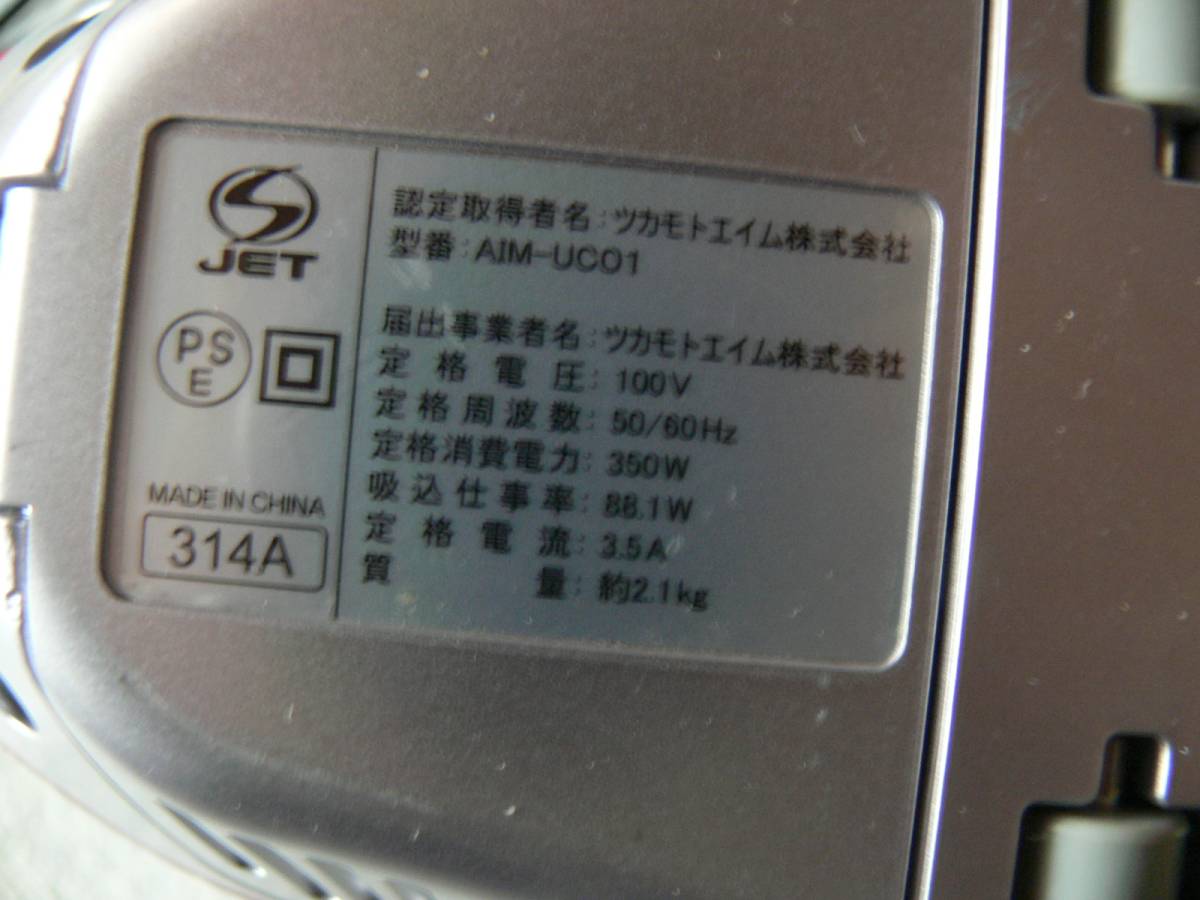 JET
PS
E
MADE IN CHINA
314A
認定取得者名:ツカモトエイム株式会社
型番:AIM-UC01
届出事業者名:ツカモトエイム株式会社
定格電圧:100V
定格周波数:50/60Hz
定格消費電力:350W
吸込仕事率:88.1W
定格電流:3.5A
質量:約2.1kg